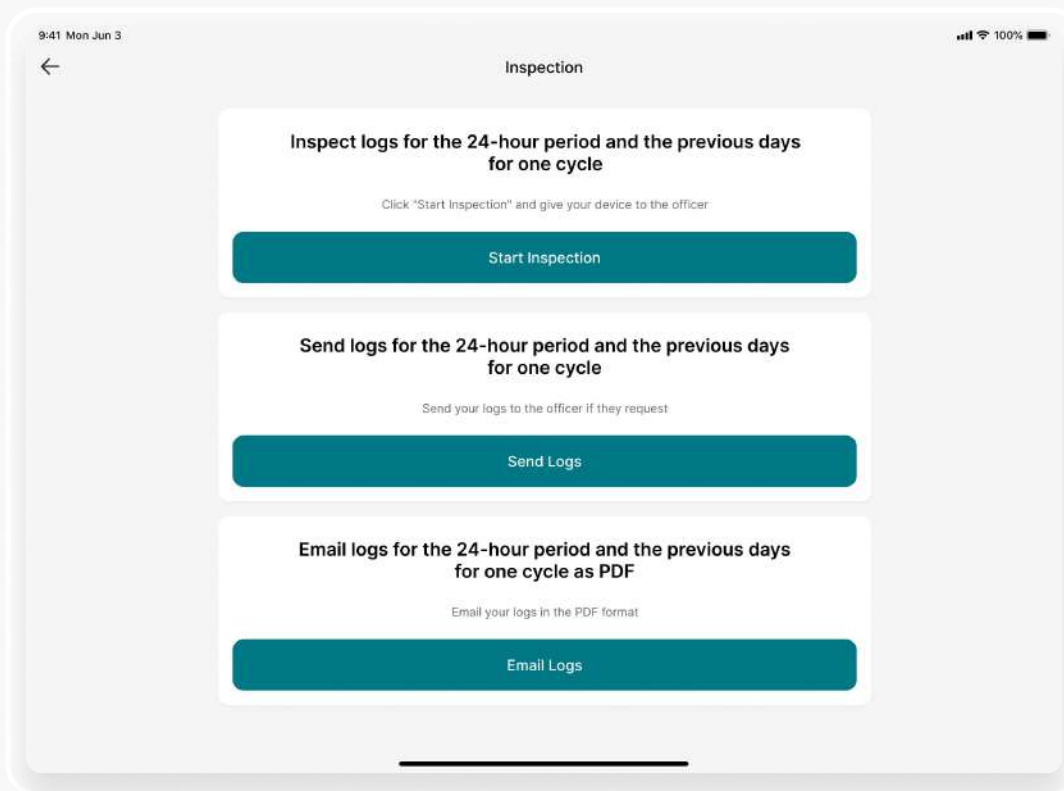 9:41 Mon Jun 3
100%
Inspection
Inspect logs for the 24-hour period and the previous days
for one cycle
Click "Start Inspection" and give your device to the officer
Start Inspection
Send logs for the 24-hour period and the previous days
for one cycle
Send your logs to the officer if they request
Send Logs
Email logs for the 24-hour period and the previous days
for one cycle as PDF
Email your logs in the PDF format
Email Logs